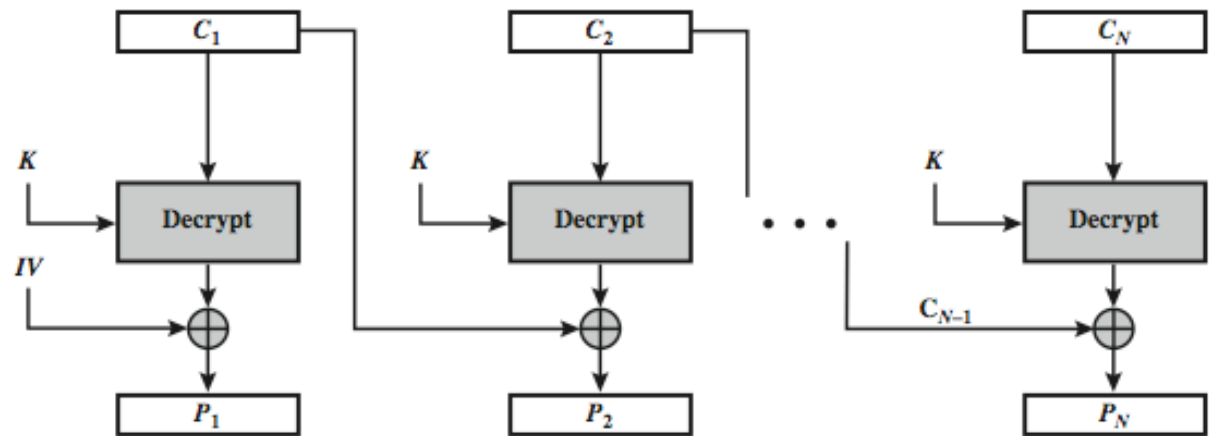 C1 C2 CN
K K K
Decrypt Decrypt • • • Decrypt
IV
CN–1
P1 P2 PN